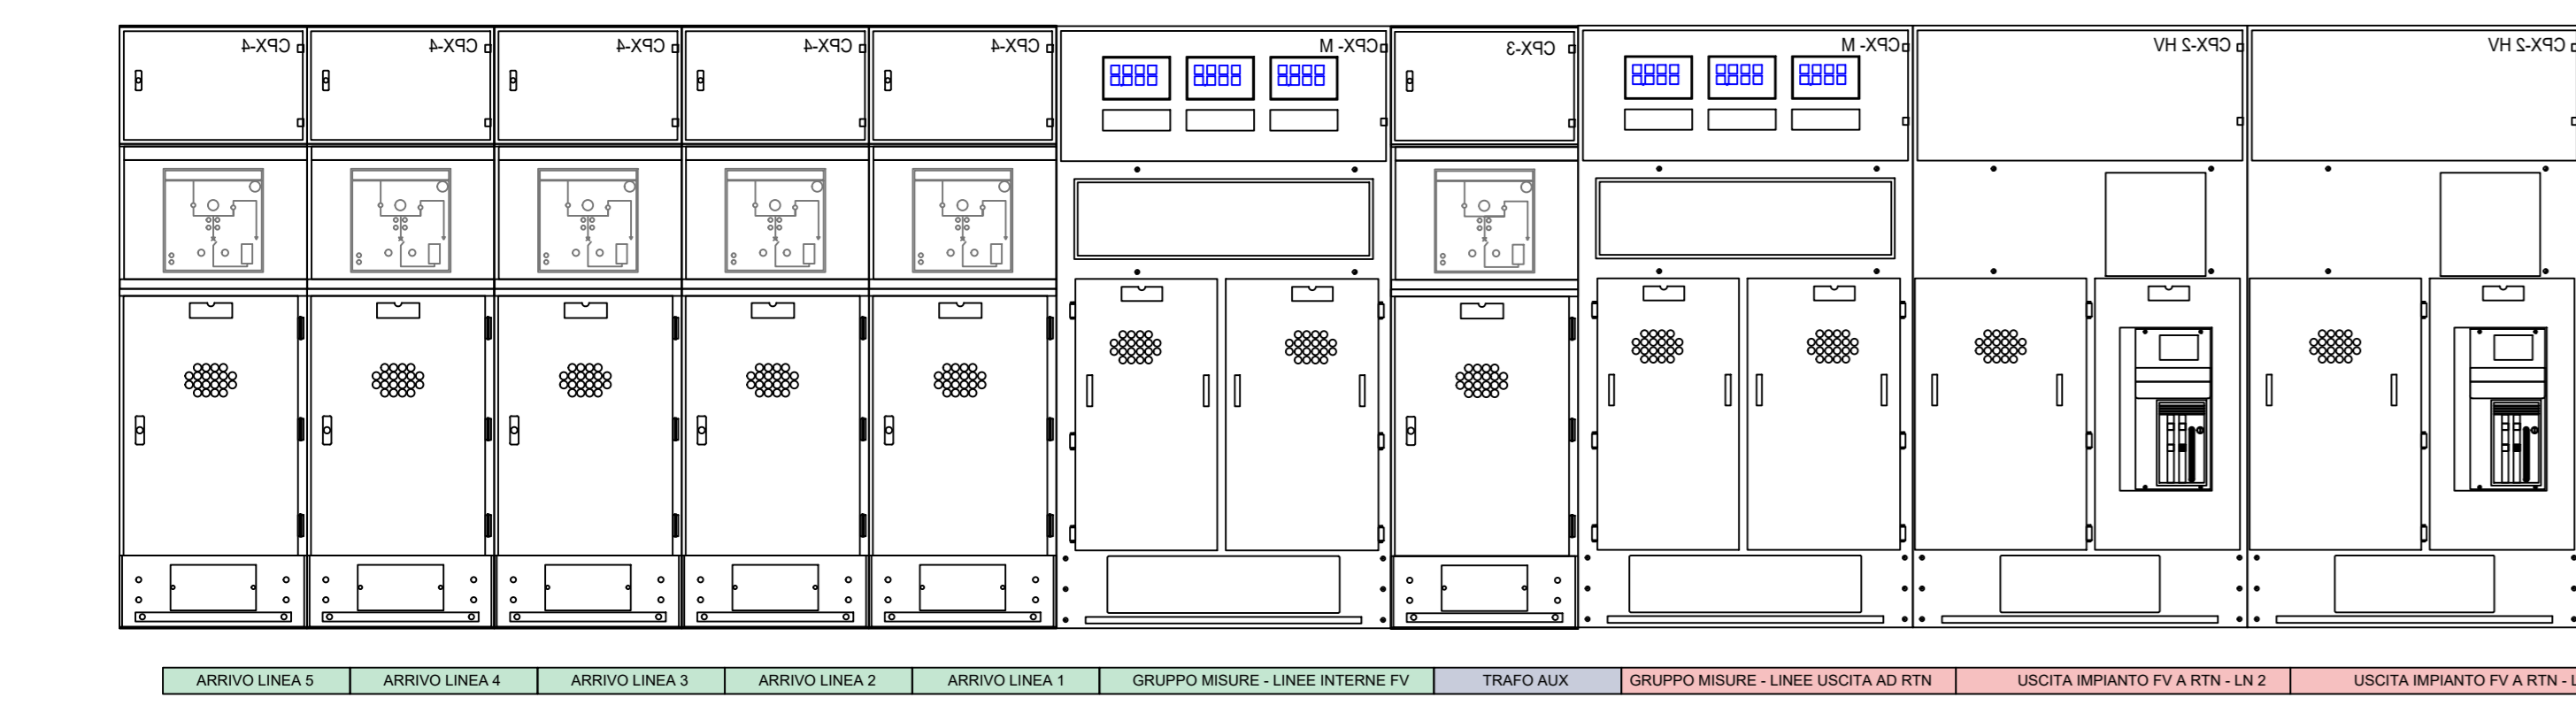 CPX-4
CPX-4
CPX-4
CPX-4
CPX-4
CPX- M
CPX-3
CPX- M
CPX-2 HV
CPX-2 HV
ARRIVO LINEA 5
ARRIVO LINEA 4
ARRIVO LINEA 3
ARRIVO LINEA 2
ARRIVO LINEA 1
GRUPPO MISURE - LINEE INTERNE FV
TRAFO AUX
GRUPPO MISURE - LINEE USCITA AD RTN
USCITA IMPIANTO FV A RTN - LN 2
USCITA IMPIANTO FV A RTN - L